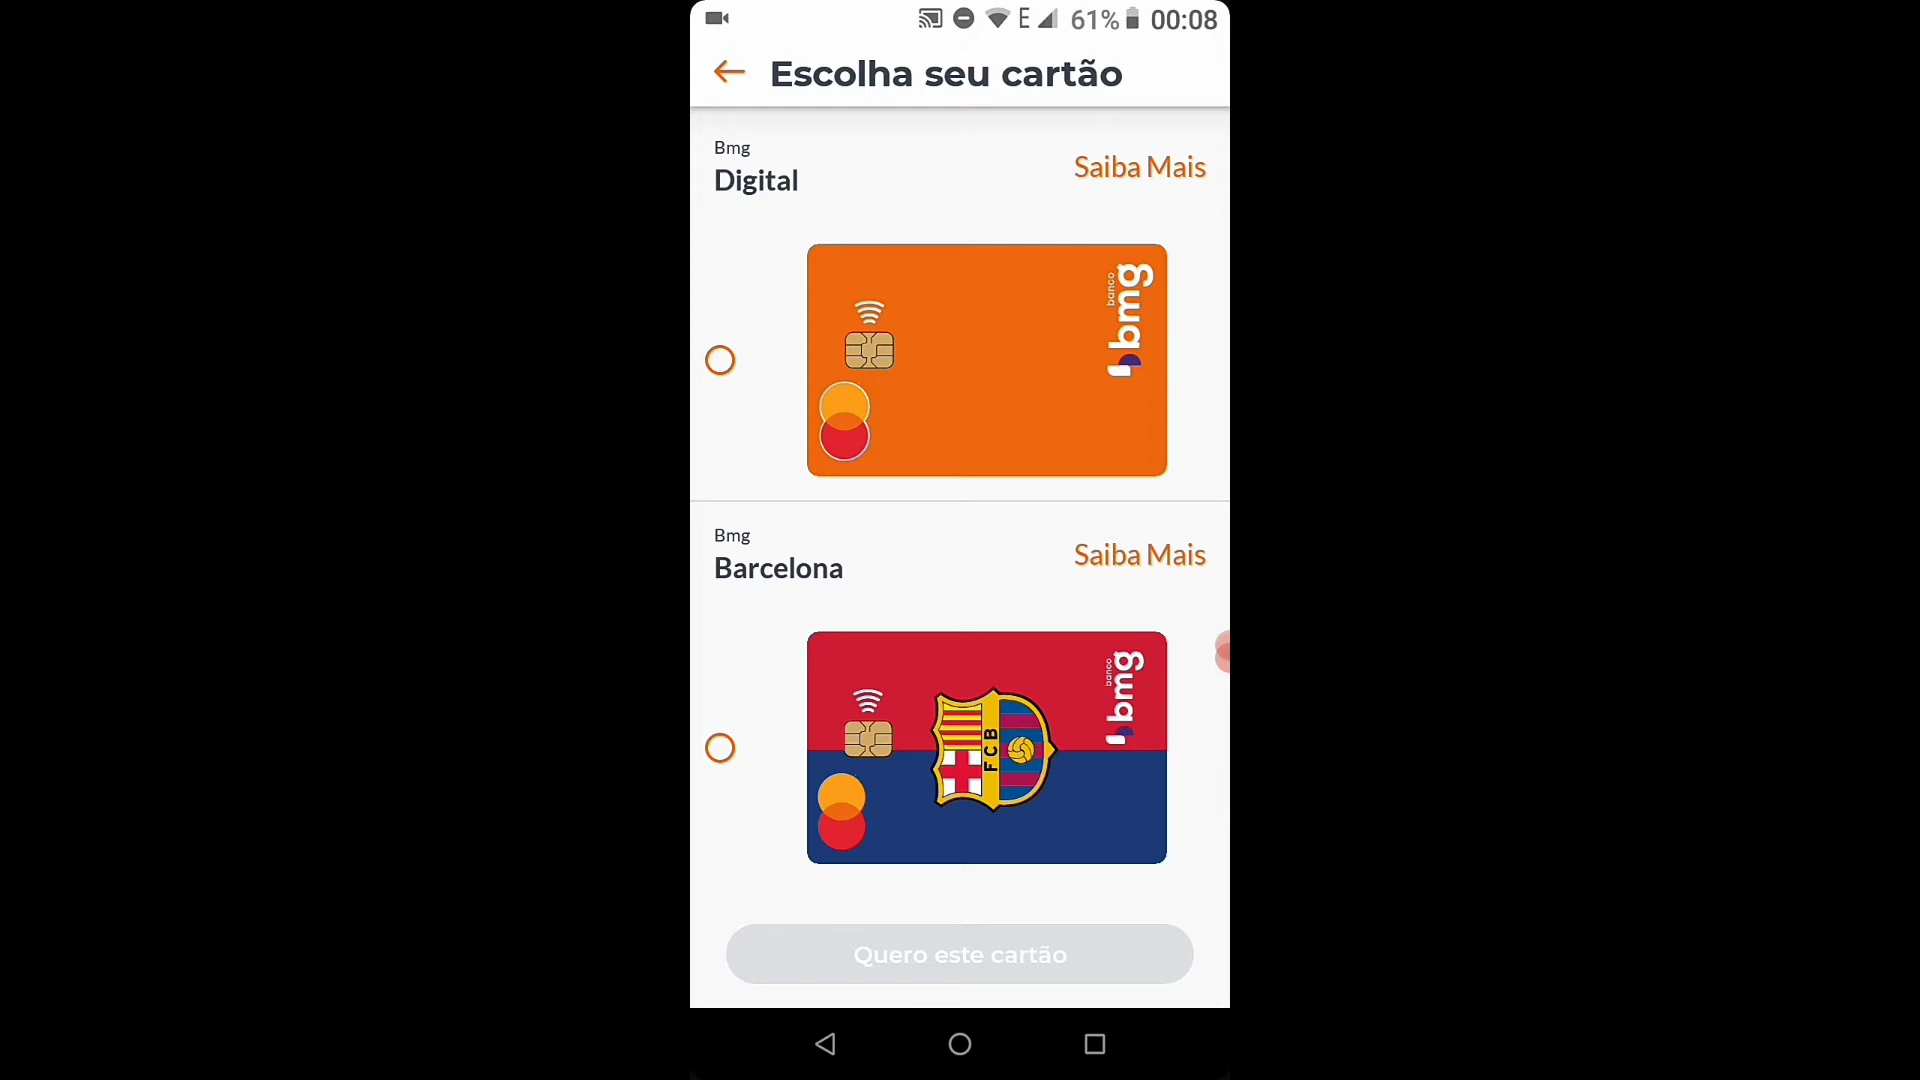 E 61% 00:08
Escolha seu cartão
Bmg
Digital
Saiba Mais
banco
bmg
Bmg
Barcelona
Saiba Mais
banco
bmg
FCB
Quero este cartão